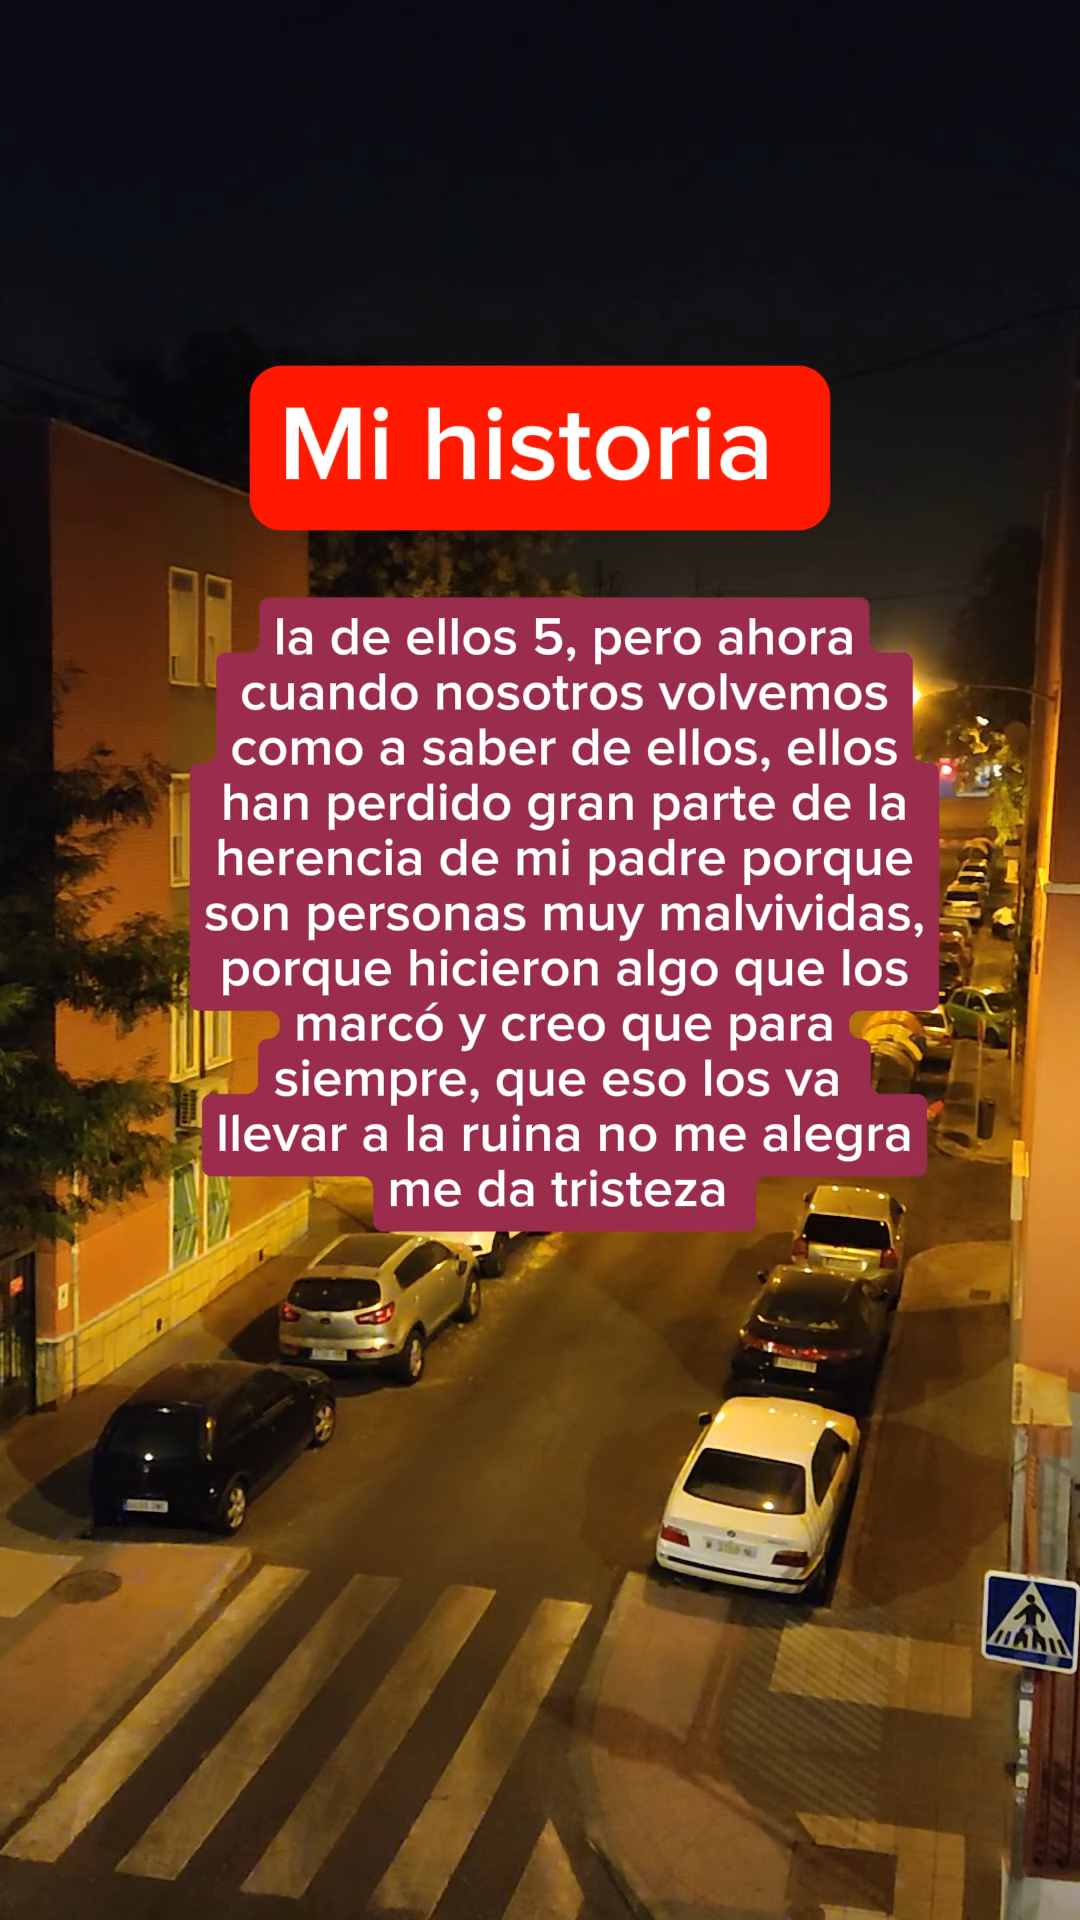 Mi historia
la de ellos 5, pero ahora
cuando nosotros volvemos
como a saber de ellos, ellos
han perdido gran parte de la
herencia de mi padre porque
son personas muy malvividas,
porque hicieron algo que los
marcó y creo que para
siempre, que eso los va
llevar a la ruina no me alegra
me da tristeza